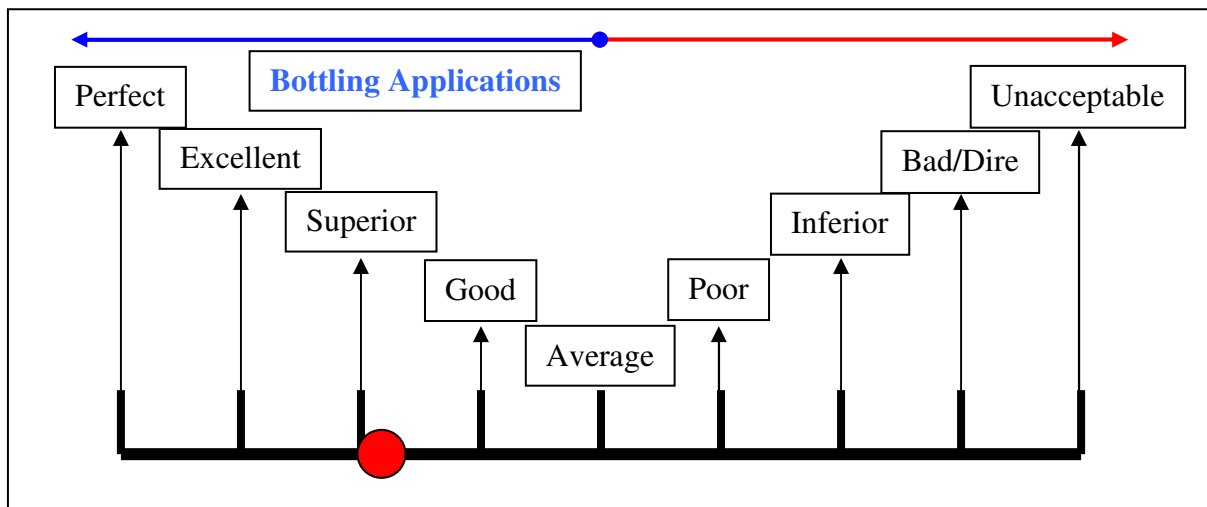 Bottling Applications
Perfect
Unacceptable
Excellent
Bad/Dire
Superior
Inferior
Good
Poor
Average